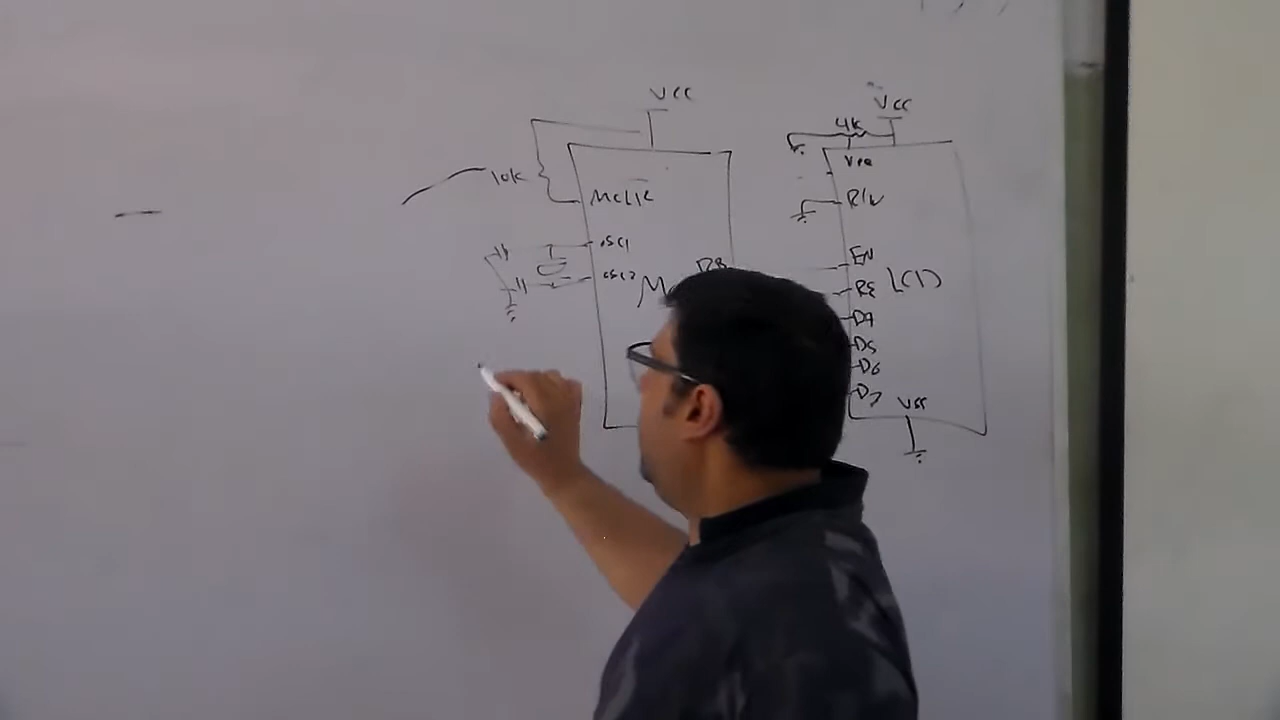 VCC
VCC
4K
Vee
10K
MCLR
R/W
OSC1
OSC2
EN
RS
LCD
D4
D5
D6
D7
VSS